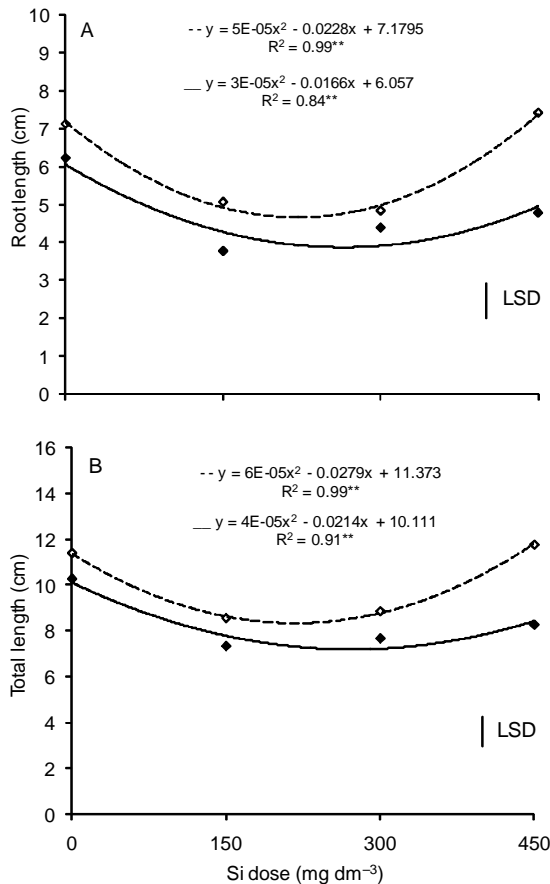 A
-- y = 5E-05x² - 0.0228x + 7.1795
R² = 0.99**
__ y = 3E-05x² - 0.0166x + 6.057
R² = 0.84**
10
9
8
7
6
5
4
3
2
1
0
Root length (cm)
LSD
B
-- y = 6E-05x² - 0.0279x + 11.373
R² = 0.99**
__ y = 4E-05x² - 0.0214x + 10.111
R² = 0.91**
16
14
12
10
8
6
4
2
0
Total length (cm)
LSD
0 150 300 450
Si dose (mg dm⁻³)